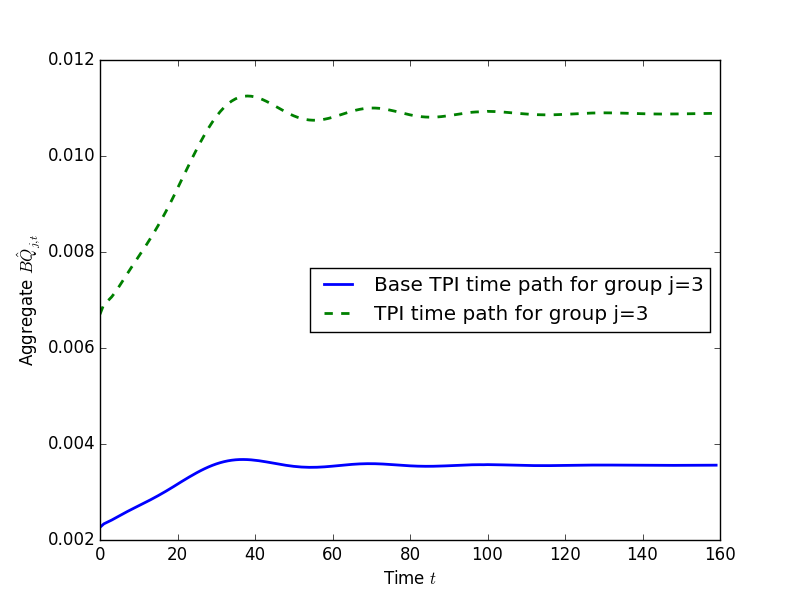 0.012
0.010
0.008
0.006
0.004
0.002
Aggregate $\hat{BQ}_{j,t}$
Base TPI time path for group j=3
TPI time path for group j=3
0 20 40 60 80 100 120 140 160
Time t